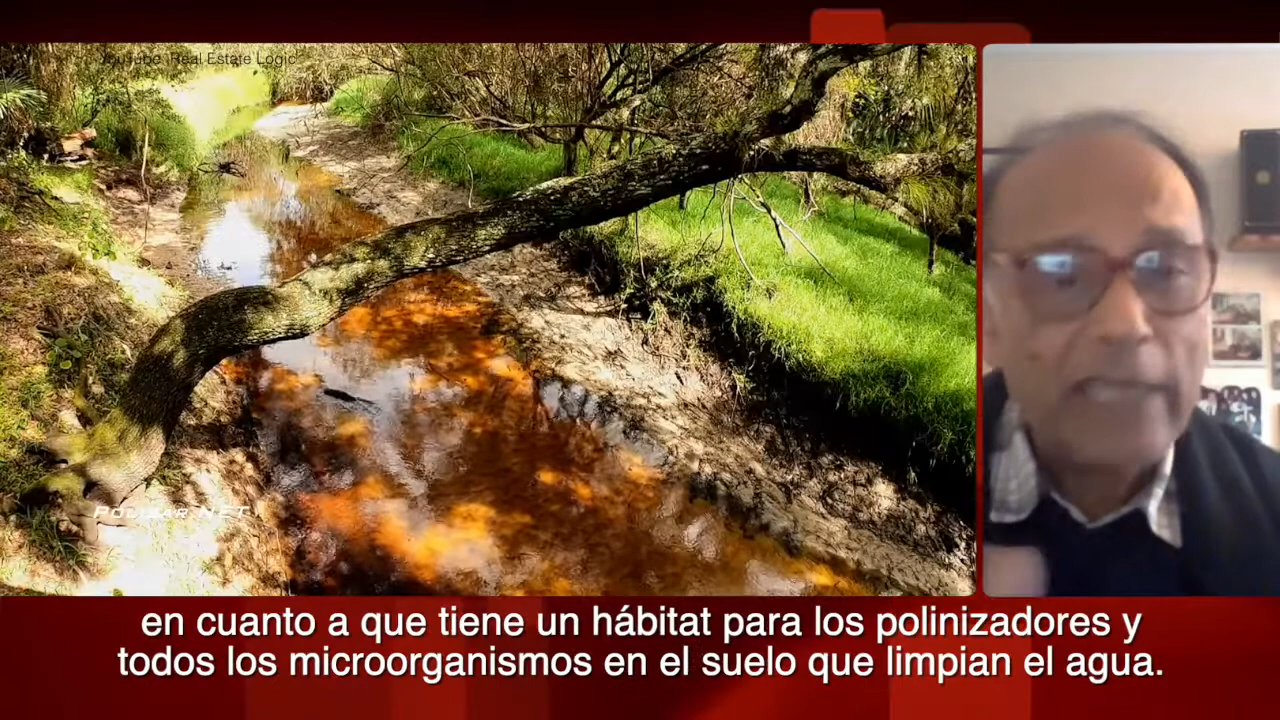 Youtube Real Estate Logic
en cuanto a que tiene un hábitat para los polinizadores y
todos los microorganismos en el suelo que limpian el agua.